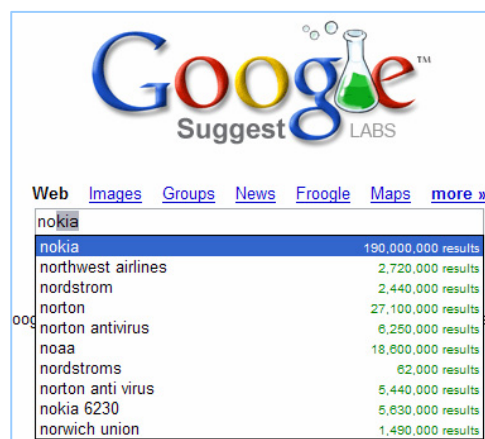 Google™
Suggest LABS
Web Images Groups News Froogle Maps more »
nokia
nokia 190,000,000 results
northwest airlines 2,720,000 results
nordstrom 2,440,000 results
norton 27,100,000 results
norton antivirus 6,250,000 results
noaa 18,600,000 results
nordstroms 62,000 results
norton anti virus 5,440,000 results
nokia 6230 5,630,000 results
norwich union 1,490,000 results